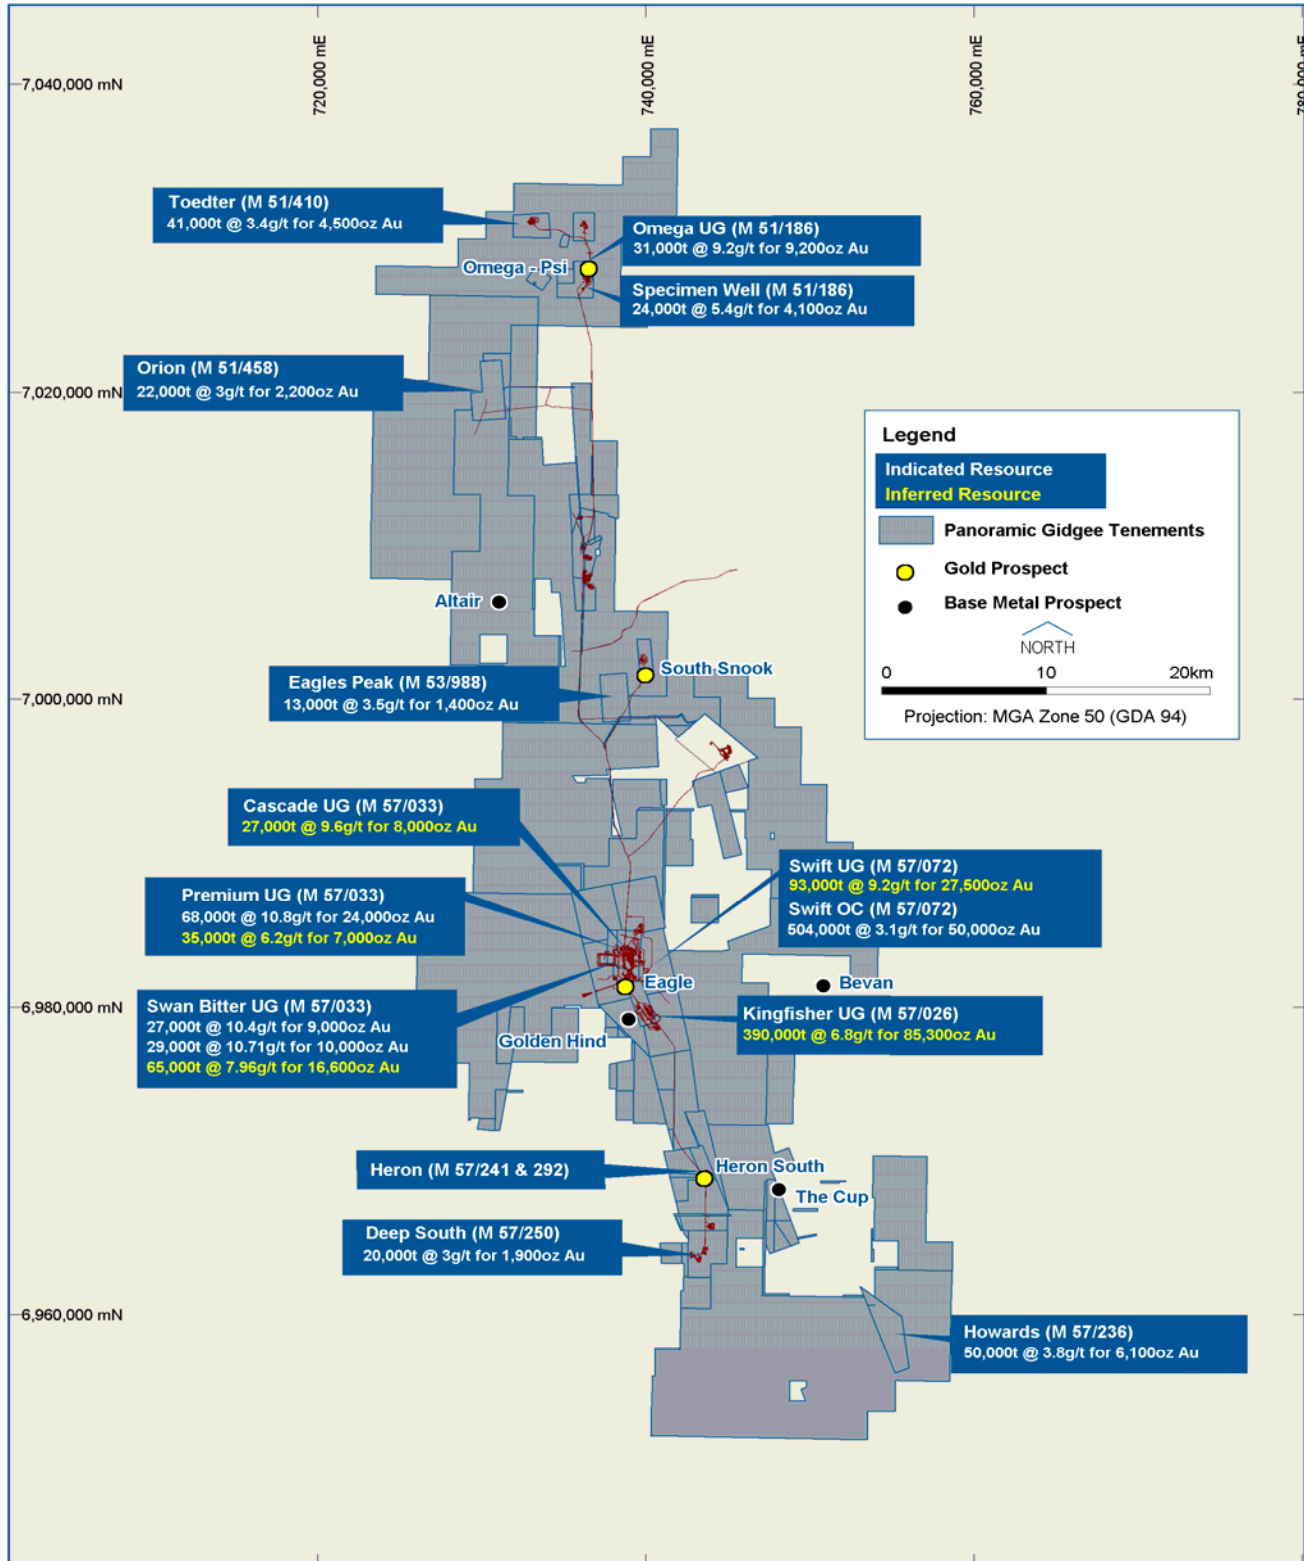 720,000 mE
740,000 mE
760,000 mE
7,040,000 mN
Toedter (M 51/410)
41,000t @ 3.4g/t for 4,500oz Au
Omega UG (M 51/186)
31,000t @ 9.2g/t for 9,200oz Au
Omega - Psi
Specimen Well (M 51/186)
24,000t @ 5.4g/t for 4,100oz Au
Orion (M 51/458)
22,000t @ 3g/t for 2,200oz Au
7,020,000 mN
Legend
Indicated Resource
Inferred Resource
Panoramic Gidgee Tenements
Gold Prospect
Base Metal Prospect
NORTH
0 10 20km
Projection: MGA Zone 50 (GDA 94)
Altair
South Snook
Eagles Peak (M 53/988)
13,000t @ 3.5g/t for 1,400oz Au
7,000,000 mN
Cascade UG (M 57/033)
27,000t @ 9.6g/t for 8,000oz Au
Swift UG (M 57/072)
93,000t @ 9.2g/t for 27,500oz Au
Swift OC (M 57/072)
504,000t @ 3.1g/t for 50,000oz Au
Premium UG (M 57/033)
68,000t @ 10.8g/t for 24,000oz Au
35,000t @ 6.2g/t for 7,000oz Au
Eagle
Bevan
Swan Bitter UG (M 57/033)
27,000t @ 10.4g/t for 9,000oz Au
29,000t @ 10.71g/t for 10,000oz Au
65,000t @ 7.96g/t for 16,600oz Au
6,980,000 mN
Kingfisher UG (M 57/026)
390,000t @ 6.8g/t for 85,300oz Au
Golden Hind
Heron (M 57/241 & 292)
Heron South
The Cup
Deep South (M 57/250)
20,000t @ 3g/t for 1,900oz Au
6,960,000 mN
Howards (M 57/236)
50,000t @ 3.8g/t for 6,100oz Au